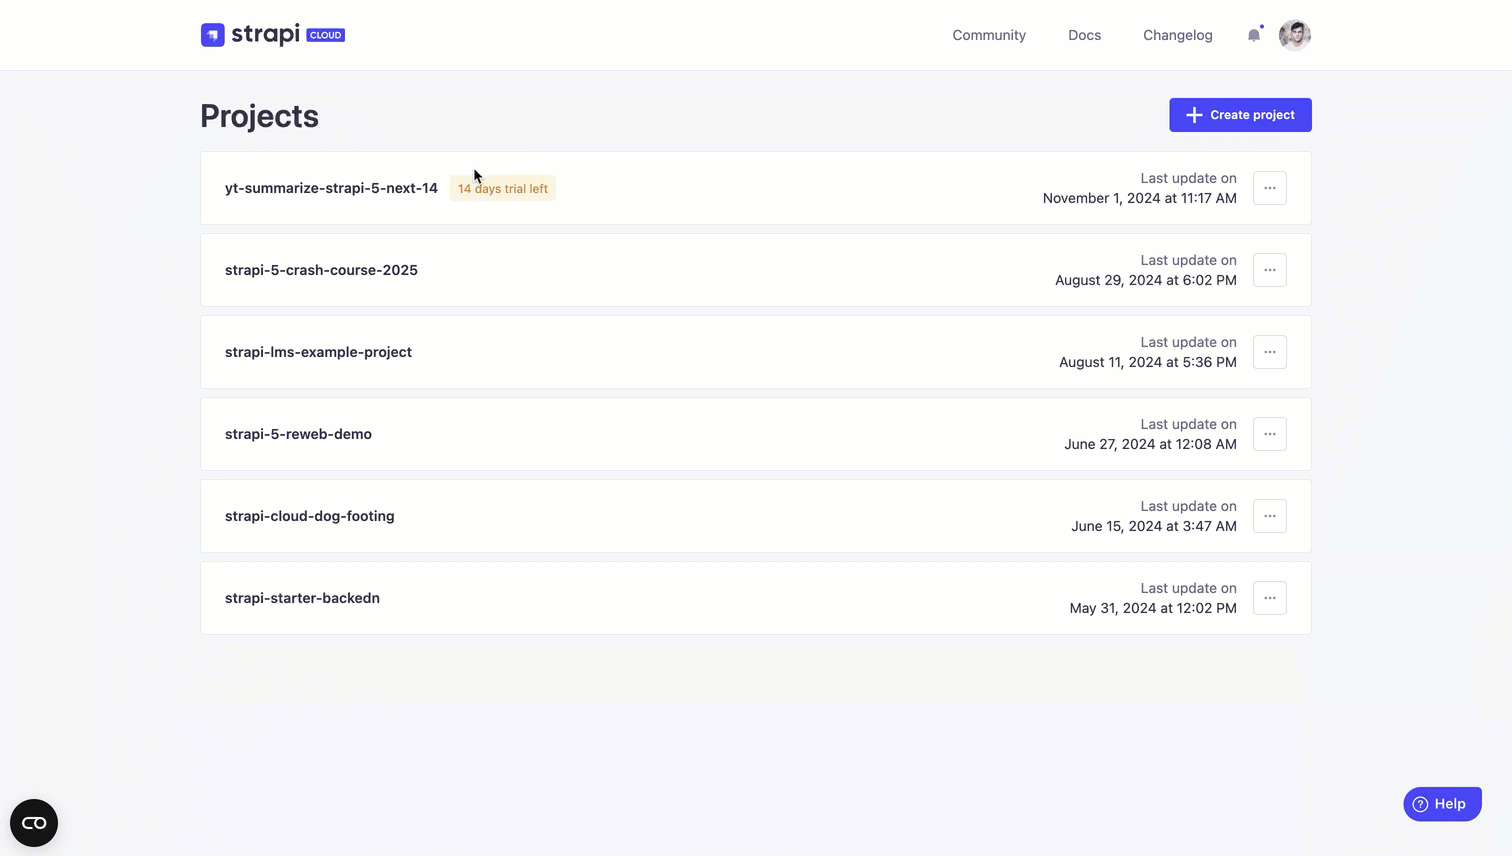 strapi CLOUD
Community
Docs
Changelog
Projects
Create project
yt-summarize-strapi-5-next-14
14 days trial left
Last update on
November 1, 2024 at 11:17 AM
strapi-5-crash-course-2025
Last update on
August 29, 2024 at 6:02 PM
strapi-lms-example-project
Last update on
August 11, 2024 at 5:36 PM
strapi-5-reweb-demo
Last update on
June 27, 2024 at 12:08 AM
strapi-cloud-dog-footing
Last update on
June 15, 2024 at 3:47 AM
strapi-starter-backedn
Last update on
May 31, 2024 at 12:02 PM
Help